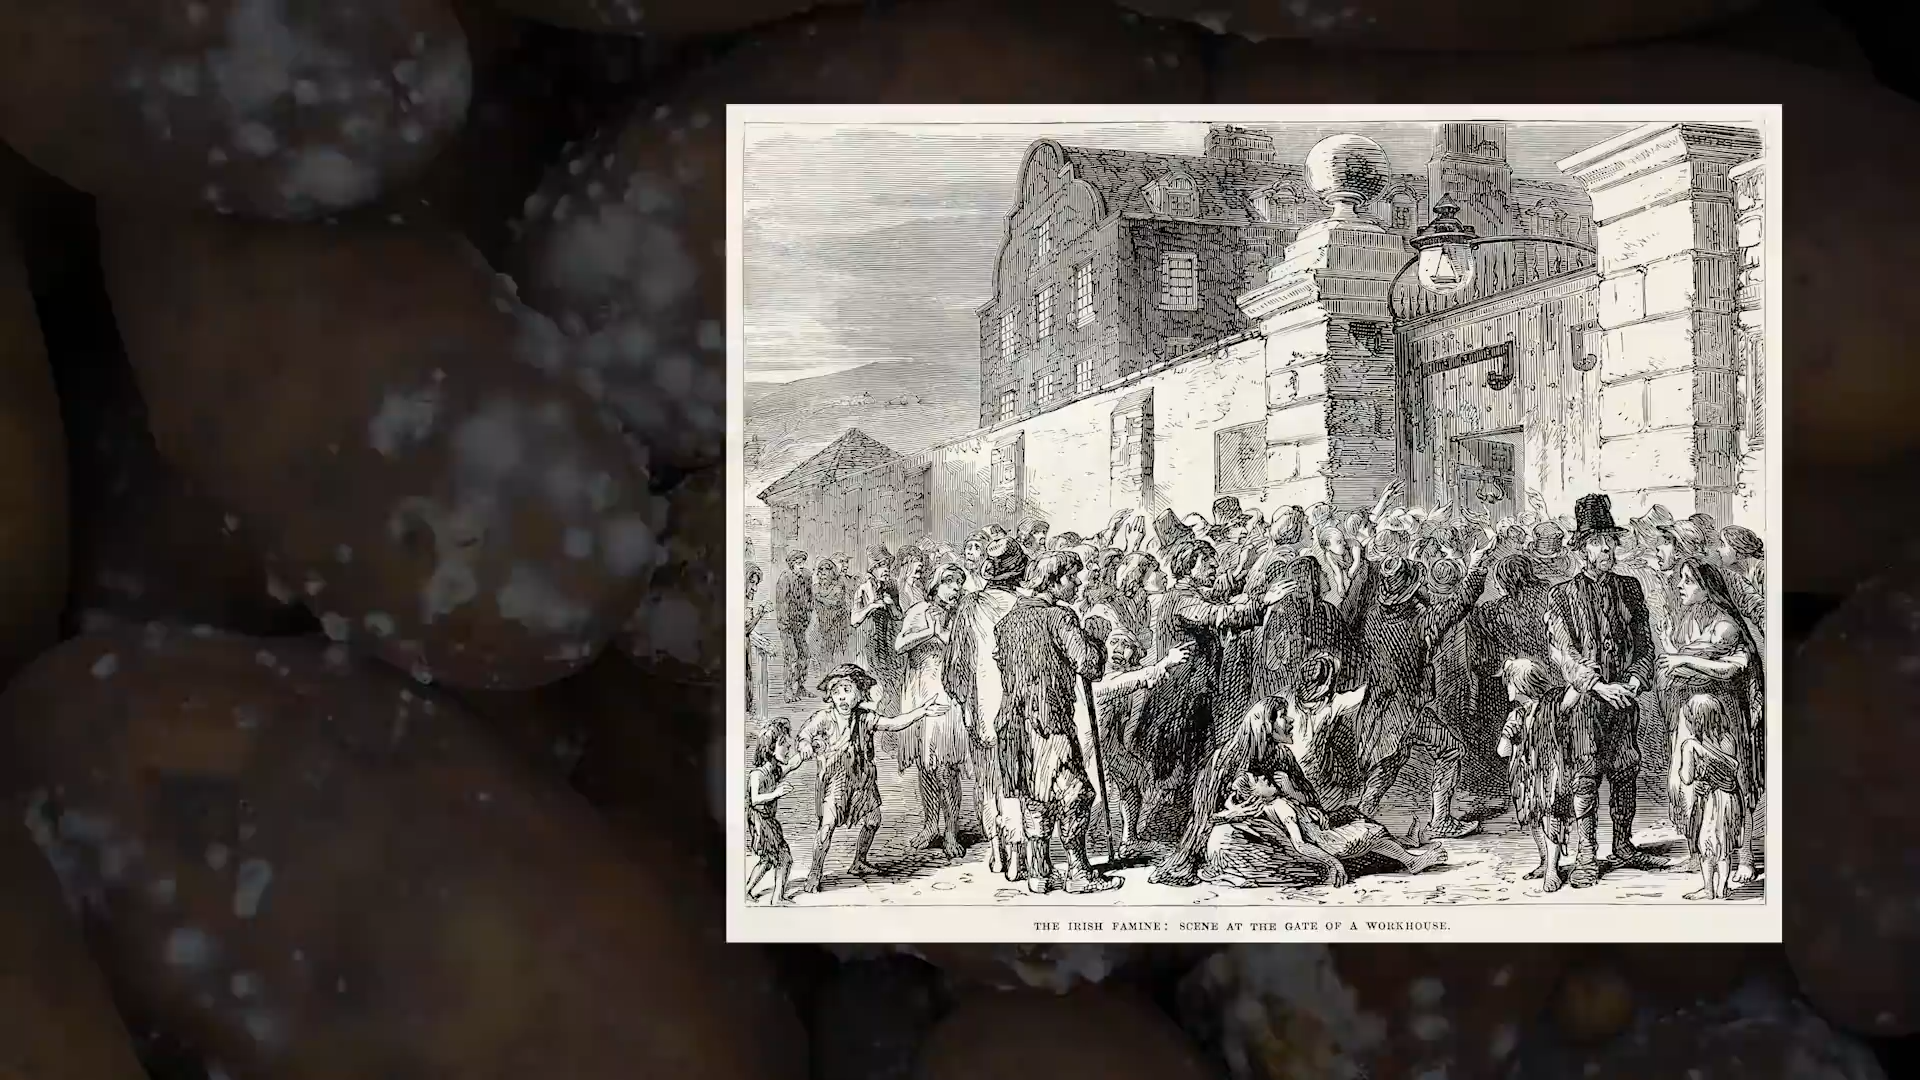 THE IRISH FAMINE: SCENE AT THE GATE OF A WORKHOUSE.